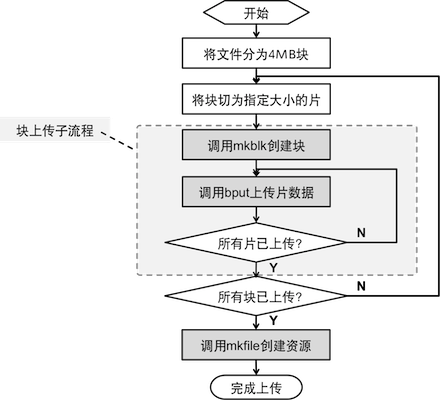 开始
将文件分为4MB块
将块切为指定大小的片
块上传子流程
调用mkblk创建块
调用bput上传片数据
N
所有片已上传?
Y
N
所有块已上传?
Y
调用mkfile创建资源
完成上传